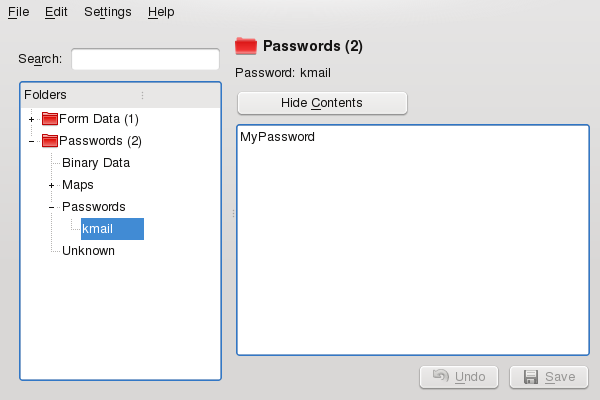 File Edit Settings Help
Search:
Folders
Form Data (1)
Passwords (2)
Binary Data
Maps
Passwords
kmail
Unknown
Passwords (2)
Password: kmail
Hide Contents
MyPassword
Undo Save